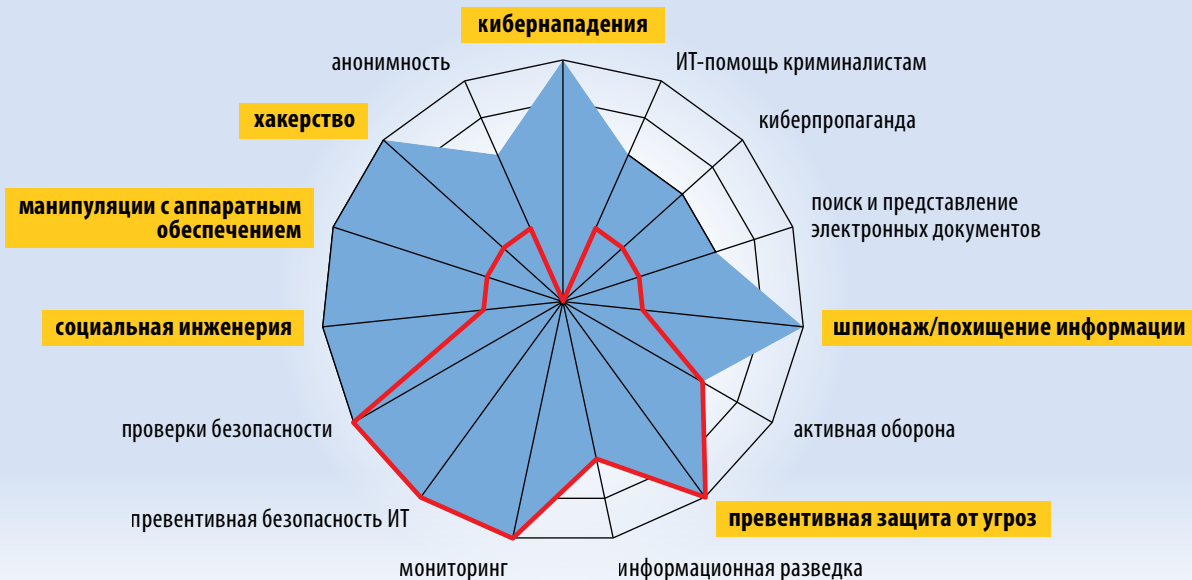 кибернападения
анонимность
ИТ-помощь криминалистам
хакерство
киберпропаганда
манипуляции с аппаратным
обеспечением
поиск и представление
электронных документов
социальная инженерия
шпионаж/похищение информации
проверки безопасности
активная оборона
превентивная безопасность ИТ
превентивная защита от угроз
мониторинг
информационная разведка